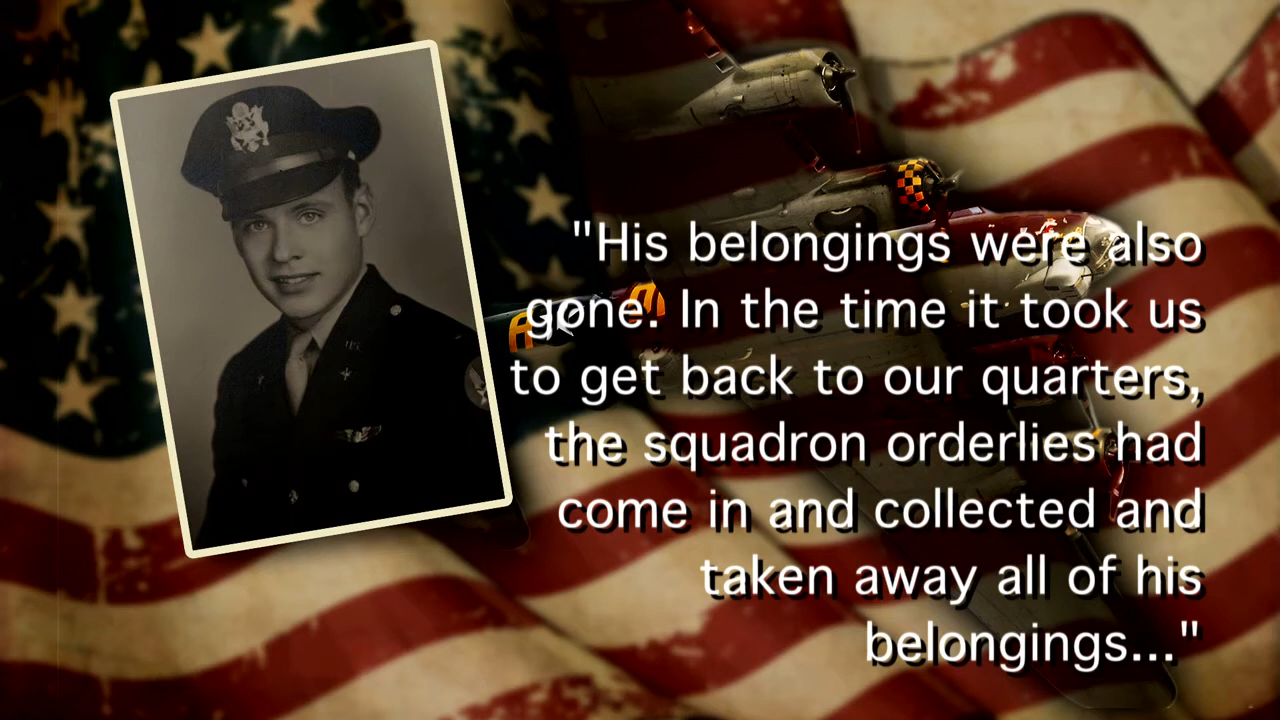 "His belongings were also
gone. In the time it took us
to get back to our quarters,
the squadron orderlies had
come in and collected and
taken away all of his
belongings..."